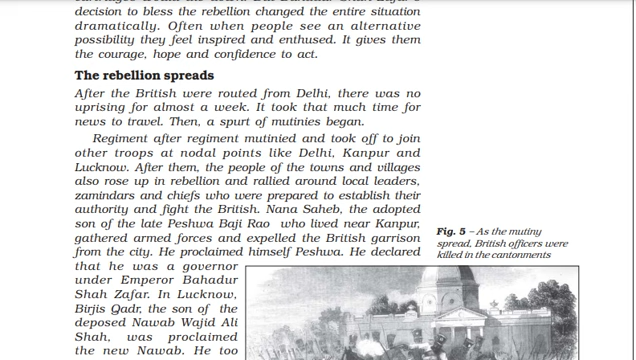 decision to bless the rebellion changed the entire situation
dramatically. Often when people see an alternative
possibility they feel inspired and enthused. It gives them
the courage, hope and confidence to act.
The rebellion spreads
After the British were routed from Delhi, there was no
uprising for almost a week. It took that much time for
news to travel. Then, a spurt of mutinies began.
Regiment after regiment mutinied and took off to join
other troops at nodal points like Delhi, Kanpur and
Lucknow. After them, the people of the towns and villages
also rose up in rebellion and rallied around local leaders,
zamindars and chiefs who were prepared to establish their
authority and fight the British. Nana Saheb, the adopted
son of the late Peshwa Baji Rao who lived near Kanpur,
gathered armed forces and expelled the British garrison
from the city. He proclaimed himself Peshwa. He declared
that he was a governor
under Emperor Bahadur
Shah Zafar. In Lucknow,
Birjis Qadr, the son of the
deposed Nawab Wajid Ali
Shah, was proclaimed
the new Nawab. He too
Fig. 5 – As the mutiny
spread, British officers were
killed in the cantonments